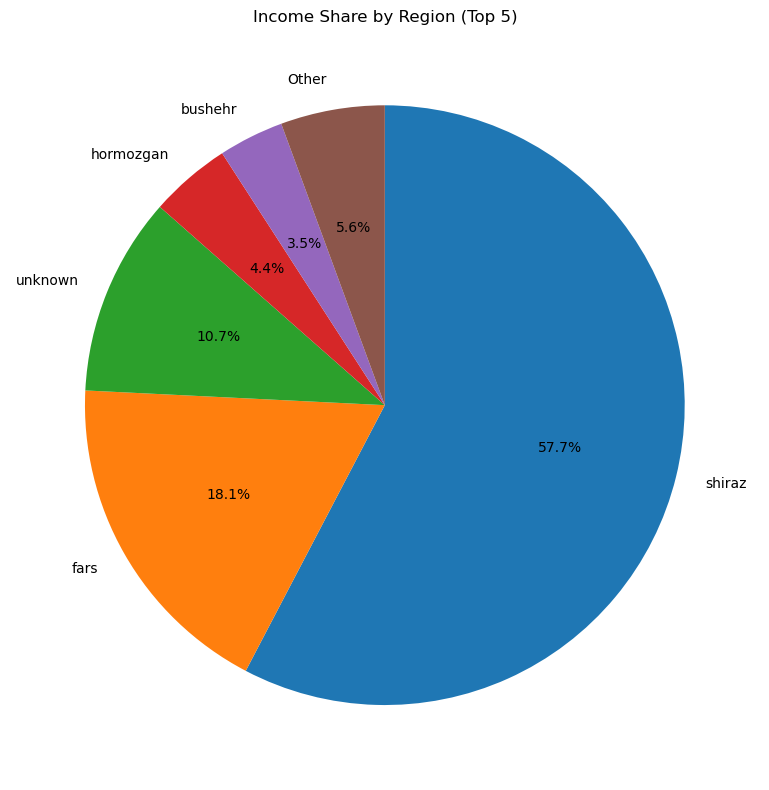 Income Share by Region (Top 5)
Other
bushehr
hormozgan
unknown
fars
shiraz
5.6%
3.5%
4.4%
10.7%
18.1%
57.7%